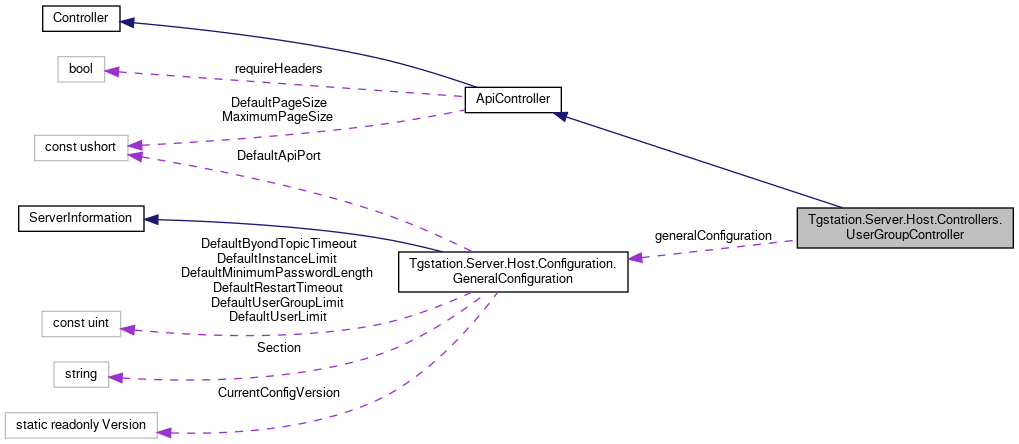 Controller
bool
requireHeaders
ApiController
DefaultPageSize
MaximumPageSize
const ushort
DefaultApiPort
ServerInformation
Tgstation.Server.Host.Controllers.
UserGroupController
generalConfiguration
DefaultByondTopicTimeout
DefaultInstanceLimit
DefaultMinimumPasswordLength
DefaultRestartTimeout
DefaultUserGroupLimit
DefaultUserLimit
Tgstation.Server.Host.Configuration.
GeneralConfiguration
const uint
Section
string
CurrentConfigVersion
static readonly Version